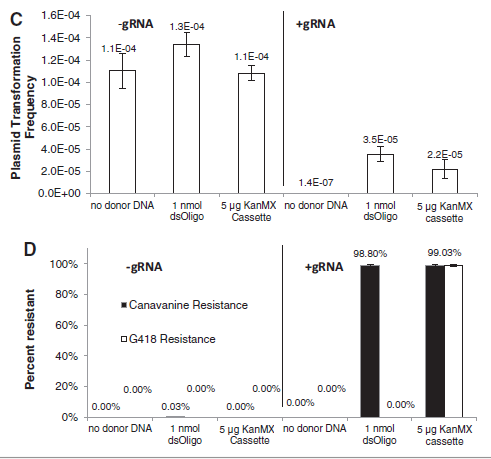 C
Plasmid Transformation
Frequency
1.6E-04
1.4E-04
1.2E-04
1.0E-04
8.0E-05
6.0E-05
4.0E-05
2.0E-05
0.0E+00
-gRNA
+gRNA
1.1E-04
1.3E-04
1.1E-04
1.4E-07
3.5E-05
2.2E-05
no donor DNA
1 nmol
dsOligo
5 µg KanMX
Cassette
no donor DNA
1 nmol
dsOligo
5 µg KanMX
cassette
D
Percent resistant
100%
80%
60%
40%
20%
0%
-gRNA
+gRNA
Canavanine Resistance
G418 Resistance
0.00%
0.00%
0.03%
0.00%
0.00%
0.00%
0.00%
0.00%
98.80%
0.00%
99.03%
no donor DNA
1 nmol
dsOligo
5 µg KanMX
Cassette
no donor DNA
1 nmol
dsOligo
5 µg KanMX
cassette